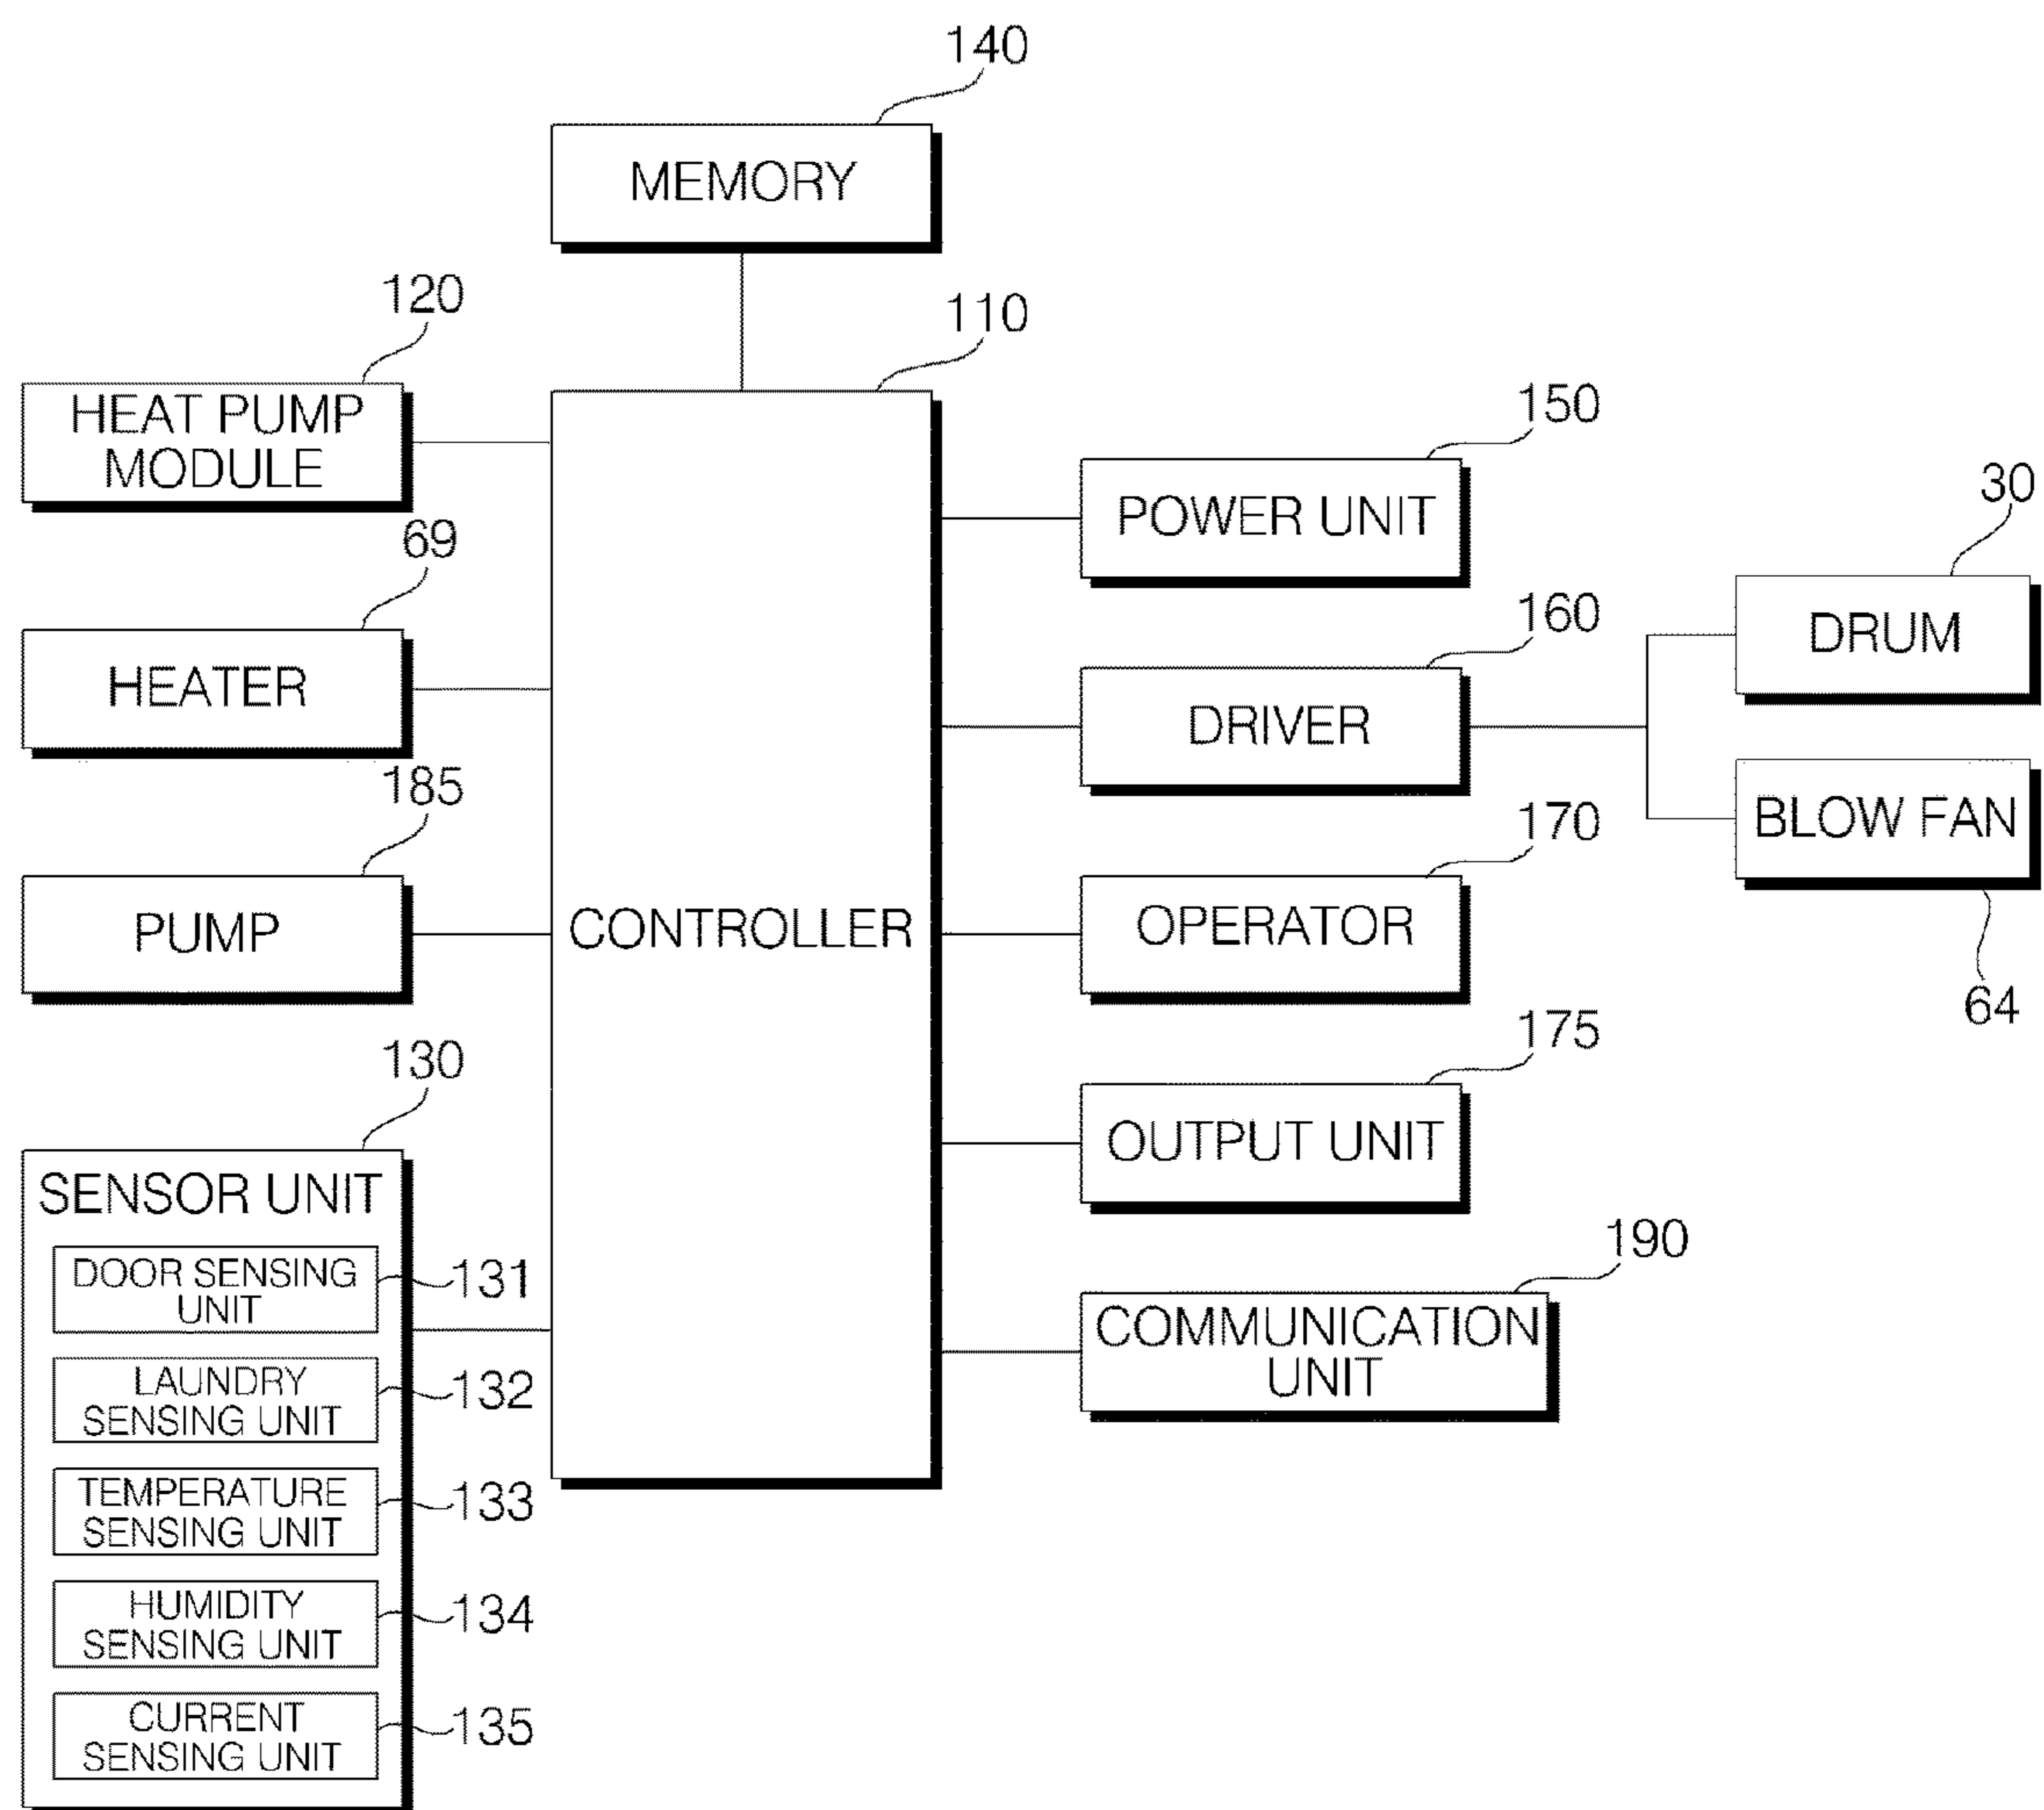 140
MEMORY
120
110
HEAT PUMP
MODULE
150
POWER UNIT
30
DRUM
69
HEATER
160
DRIVER
BLOW FAN
64
185
PUMP
CONTROLLER
170
OPERATOR
175
OUTPUT UNIT
130
SENSOR UNIT
DOOR SENSING
UNIT
131
LAUNDRY
SENSING UNIT
132
TEMPERATURE
SENSING UNIT
133
HUMIDITY
SENSING UNIT
134
CURRENT
SENSING UNIT
135
190
COMMUNICATION
UNIT